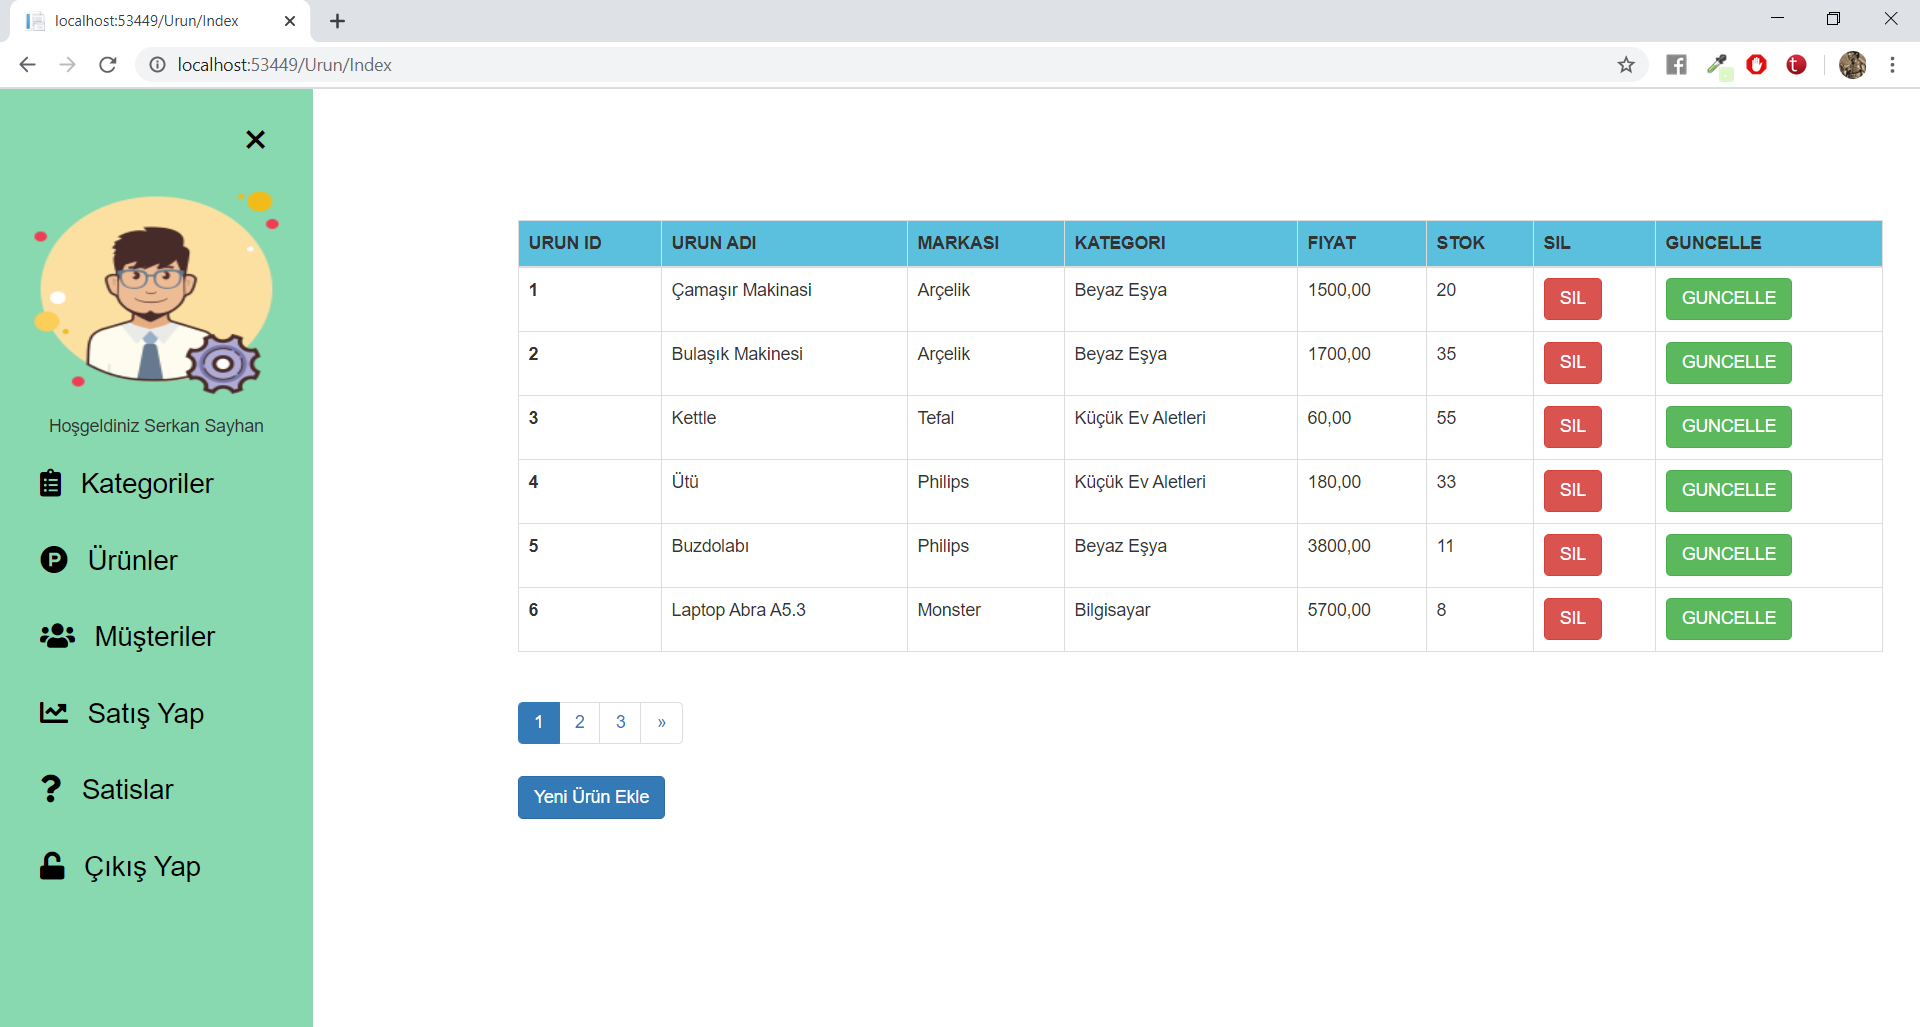 localhost:53449/Urun/Index
localhost:53449/Urun/Index
Hoşgeldiniz Serkan Sayhan
Kategoriler
Ürünler
Müşteriler
Satış Yap
Satislar
Çıkış Yap
URUN ID URUN ADI MARKASI KATEGORI FIYAT STOK SIL GUNCELLE
1 Çamaşır Makinasi Arçelik Beyaz Eşya 1500,00 20 SIL GUNCELLE
2 Bulaşık Makinesi Arçelik Beyaz Eşya 1700,00 35 SIL GUNCELLE
3 Kettle Tefal Küçük Ev Aletleri 60,00 55 SIL GUNCELLE
4 Ütü Philips Küçük Ev Aletleri 180,00 33 SIL GUNCELLE
5 Buzdolabı Philips Beyaz Eşya 3800,00 11 SIL GUNCELLE
6 Laptop Abra A5.3 Monster Bilgisayar 5700,00 8 SIL GUNCELLE
1 2 3 »
Yeni Ürün Ekle